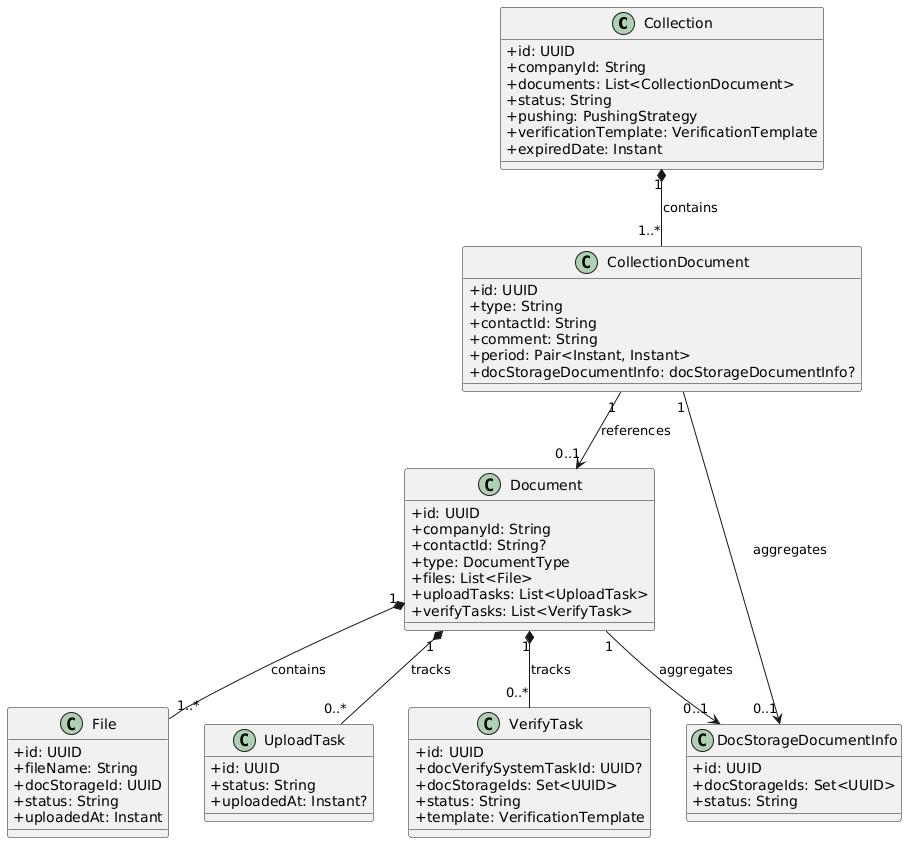 C Collection
+id: UUID
+companyId: String
+documents: List<CollectionDocument>
+status: String
+pushing: PushingStrategy
+verificationTemplate: VerificationTemplate
+expiredDate: Instant
1
contains
1..*
C CollectionDocument
+id: UUID
+type: String
+contactId: String
+comment: String
+period: Pair<Instant, Instant>
+docStorageDocumentInfo: docStorageDocumentInfo?
1
1
references
0..1
C Document
+id: UUID
+companyId: String
+contactId: String?
+type: DocumentType
+files: List<File>
+uploadTasks: List<UploadTask>
+verifyTasks: List<VerifyTask>
aggregates
1
1
1
1
contains
tracks
tracks
aggregates
1..*
0..*
0..*
0..1
0..1
C File
+id: UUID
+fileName: String
+docStorageId: UUID
+status: String
+uploadedAt: Instant
C UploadTask
+id: UUID
+status: String
+uploadedAt: Instant?
C VerifyTask
+id: UUID
+docVerifySystemTaskId: UUID?
+docStorageIds: Set<UUID>
+status: String
+template: VerificationTemplate
C DocStorageDocumentInfo
+id: UUID
+docStorageIds: Set<UUID>
+status: String